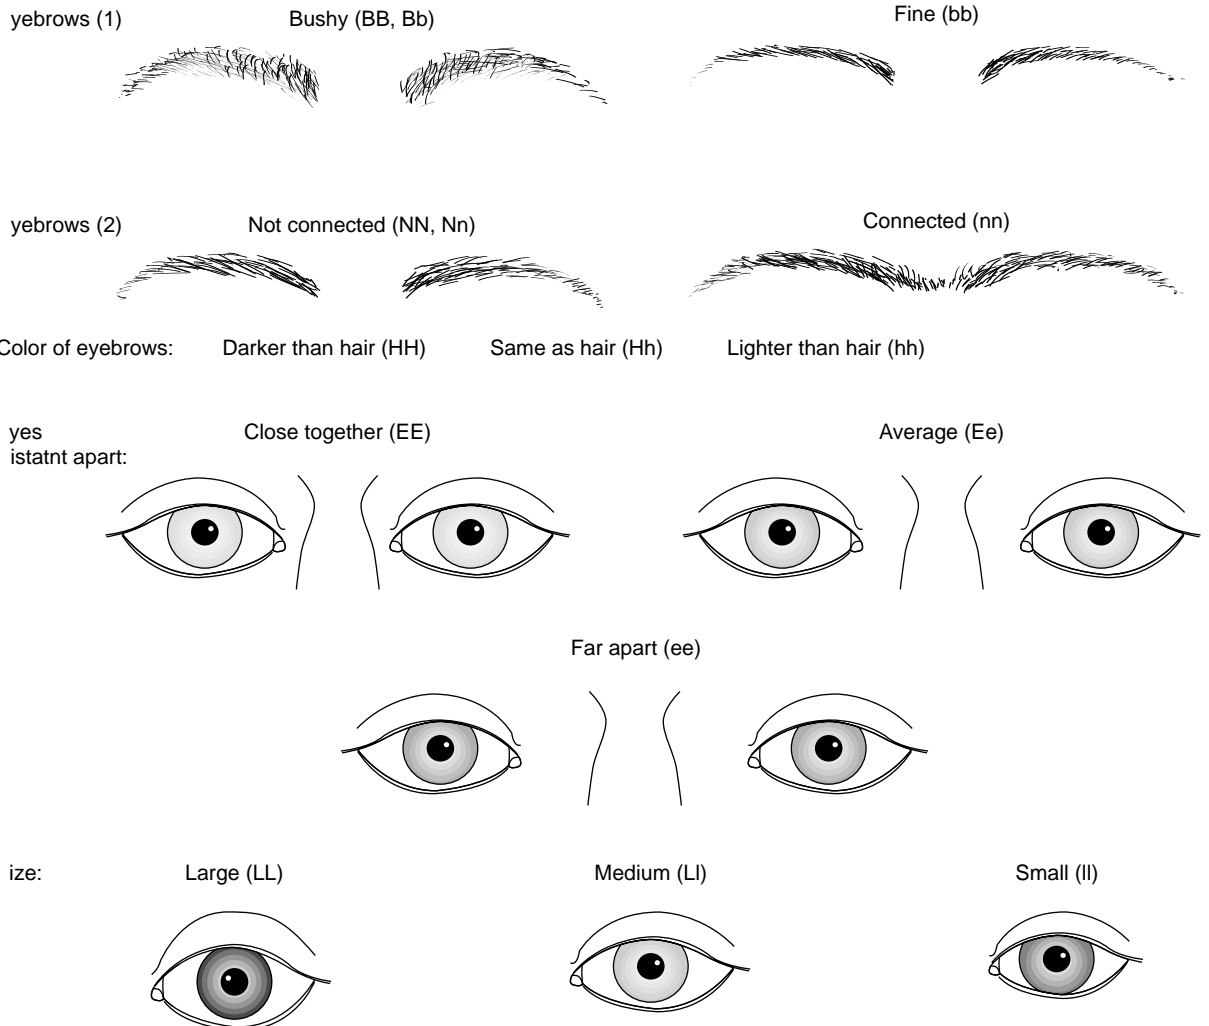 yebrows (1) Bushy (BB, Bb) Fine (bb)
yebrows (2) Not connected (NN, Nn) Connected (nn)
Color of eyebrows: Darker than hair (HH) Same as hair (Hh) Lighter than hair (hh)
yes Close together (EE) Average (Ee)
istatnt apart:
Far apart (ee)
ize: Large (LL) Medium (Ll) Small (ll)